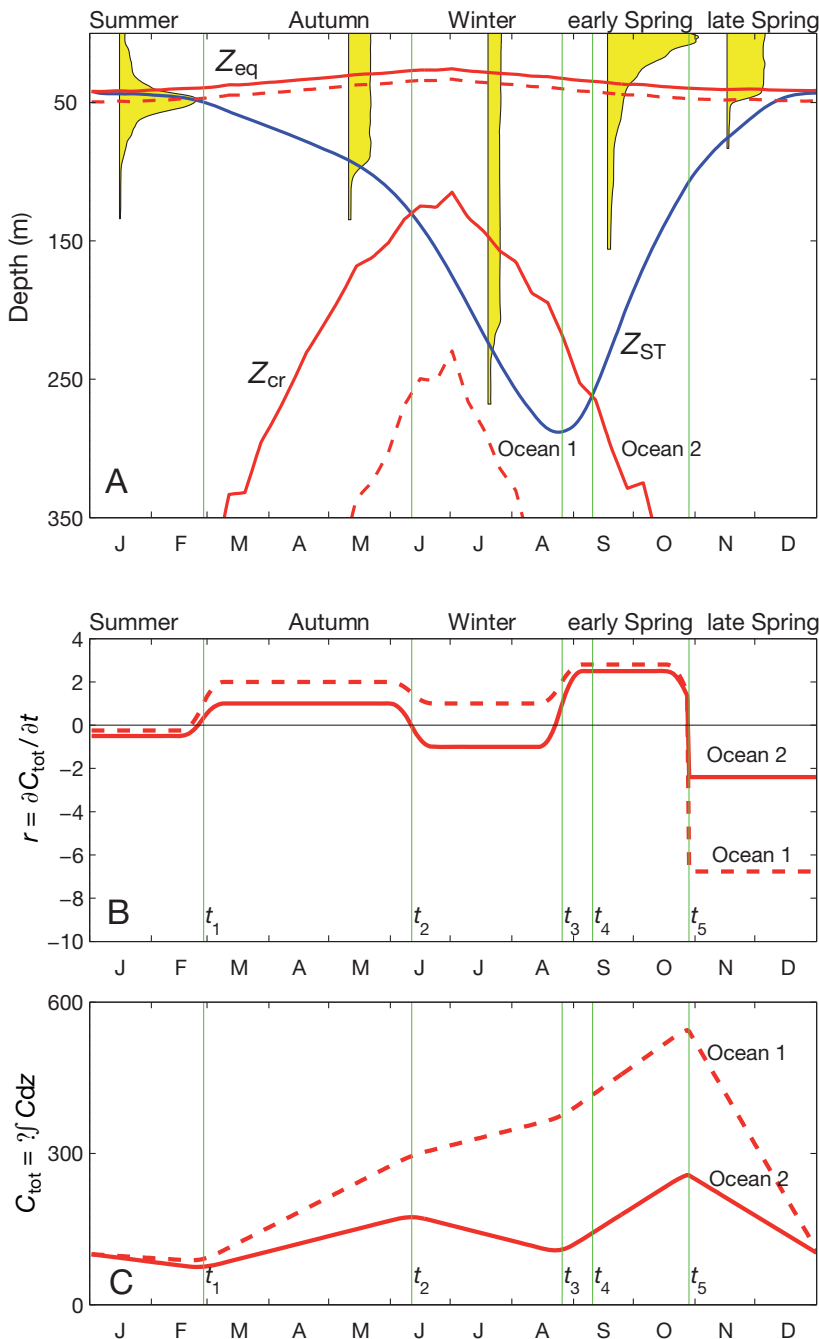 Summer Autumn Winter early Spring late Spring
Zeq
50
150
250
350
Depth (m)
Zcr
ZST
Ocean 1
Ocean 2
A
J F M A M J J A S O N D
Summer Autumn Winter early Spring late Spring
4
2
0
−2
−4
−6
−8
−10
r = ∂Ctot/∂t
Ocean 2
Ocean 1
B
t1 t2 t3 t4 t5
J F M A M J J A S O N D
600
300
0
Ctot = ?∫ Cdz
Ocean 1
Ocean 2
C
t1 t2 t3 t4 t5
J F M A M J J A S O N D